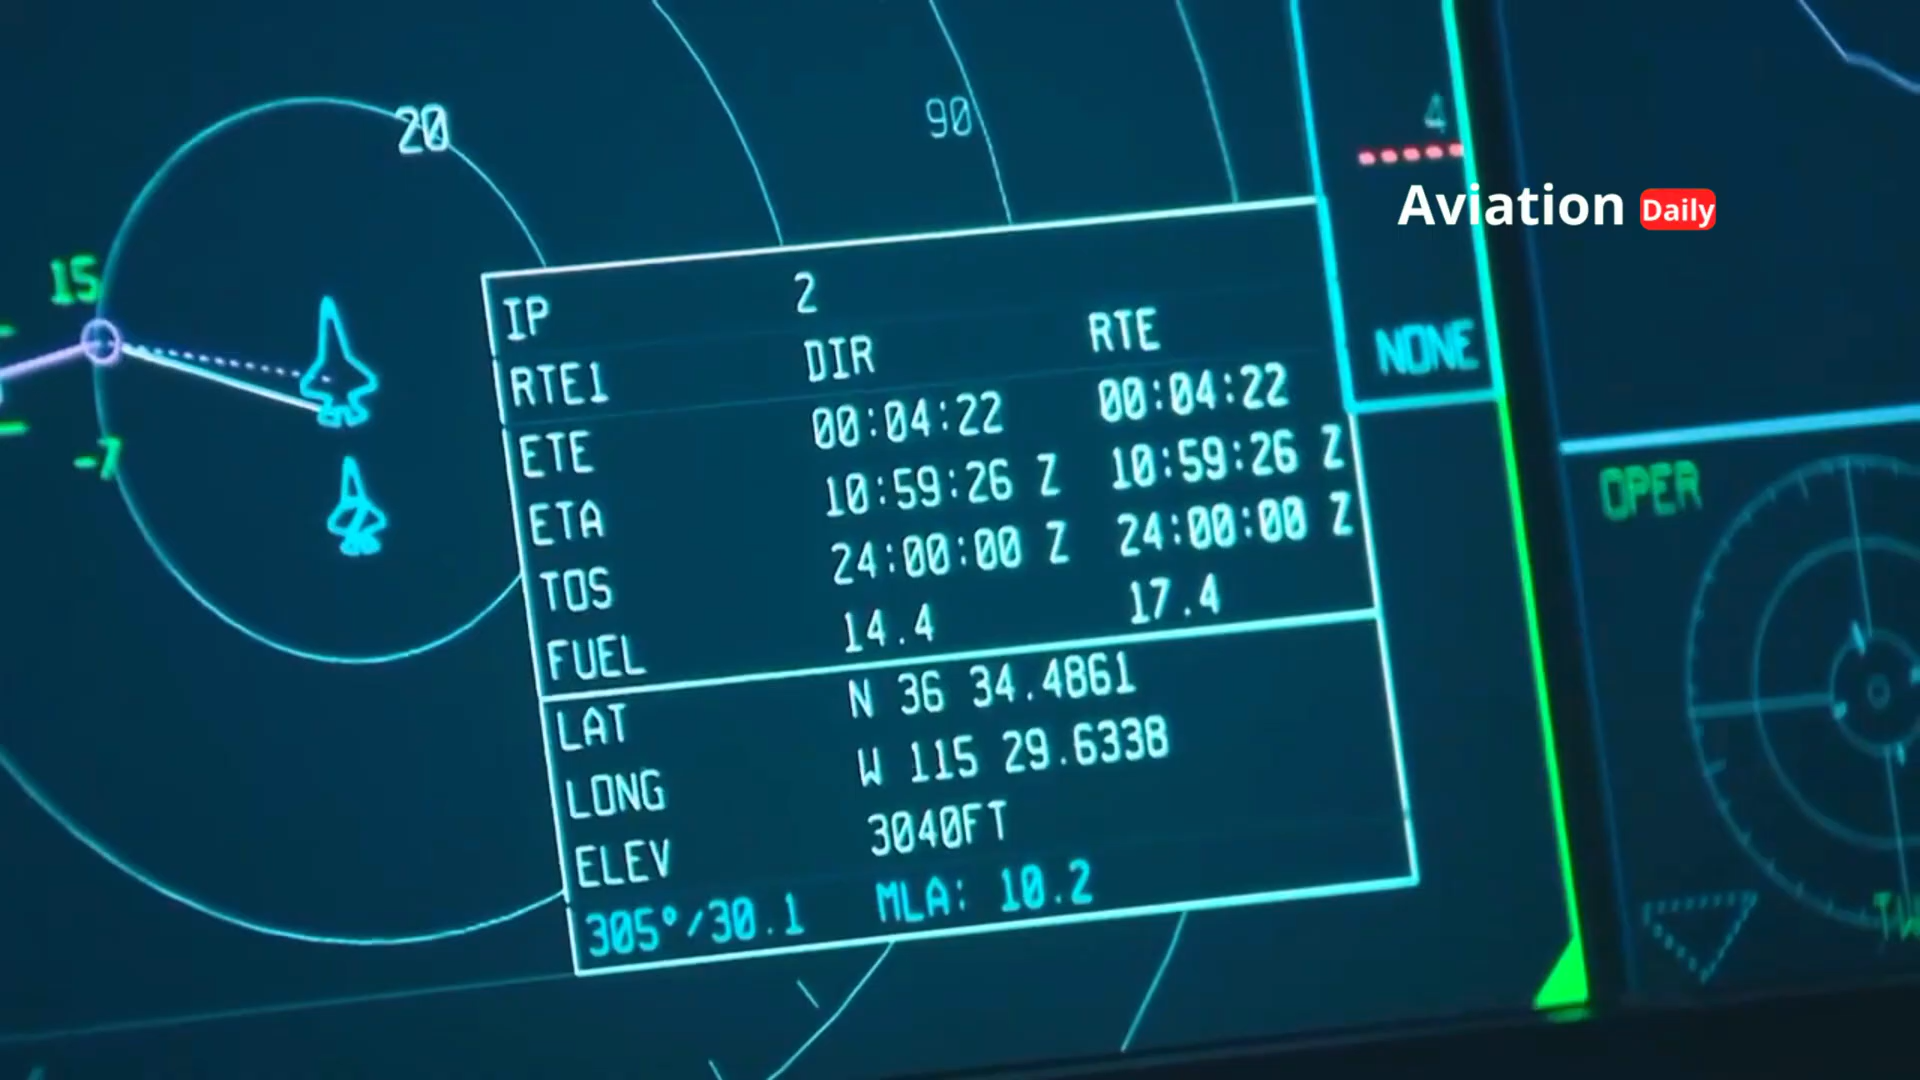 20
90
4
Aviation Daily
15
-7
IP 2
RTE1 DIR RTE
ETE 00:04:22 00:04:22
ETA 10:59:26 Z 10:59:26 Z
TOS 24:00:00 Z 24:00:00 Z
FUEL 14.4 17.4
LAT N 36 34.4861
LONG W 115 29.6338
ELEV 3040FT
305°/30.1 MLA: 10.2
NONE
OPER